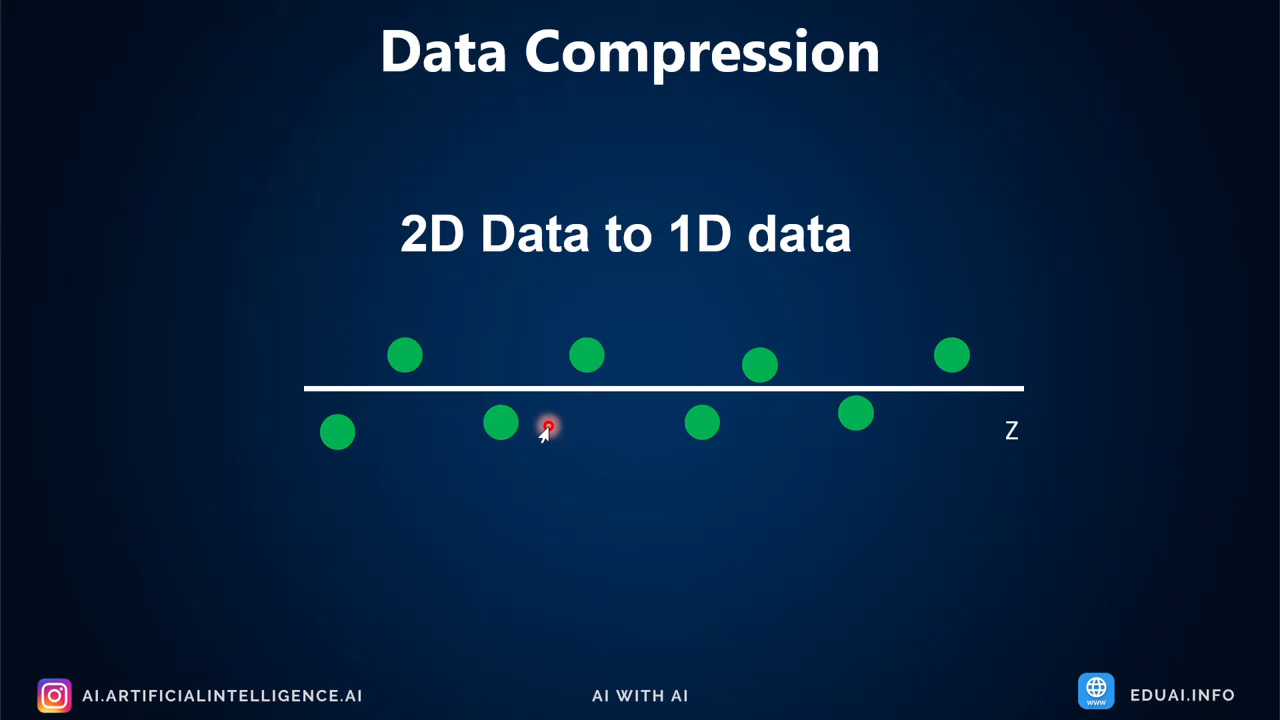 Data Compression
2D Data to 1D data
Z
AI.ARTIFICIALINTELLIGENCE.AI
AI WITH AI
www
EDUAI.INFO